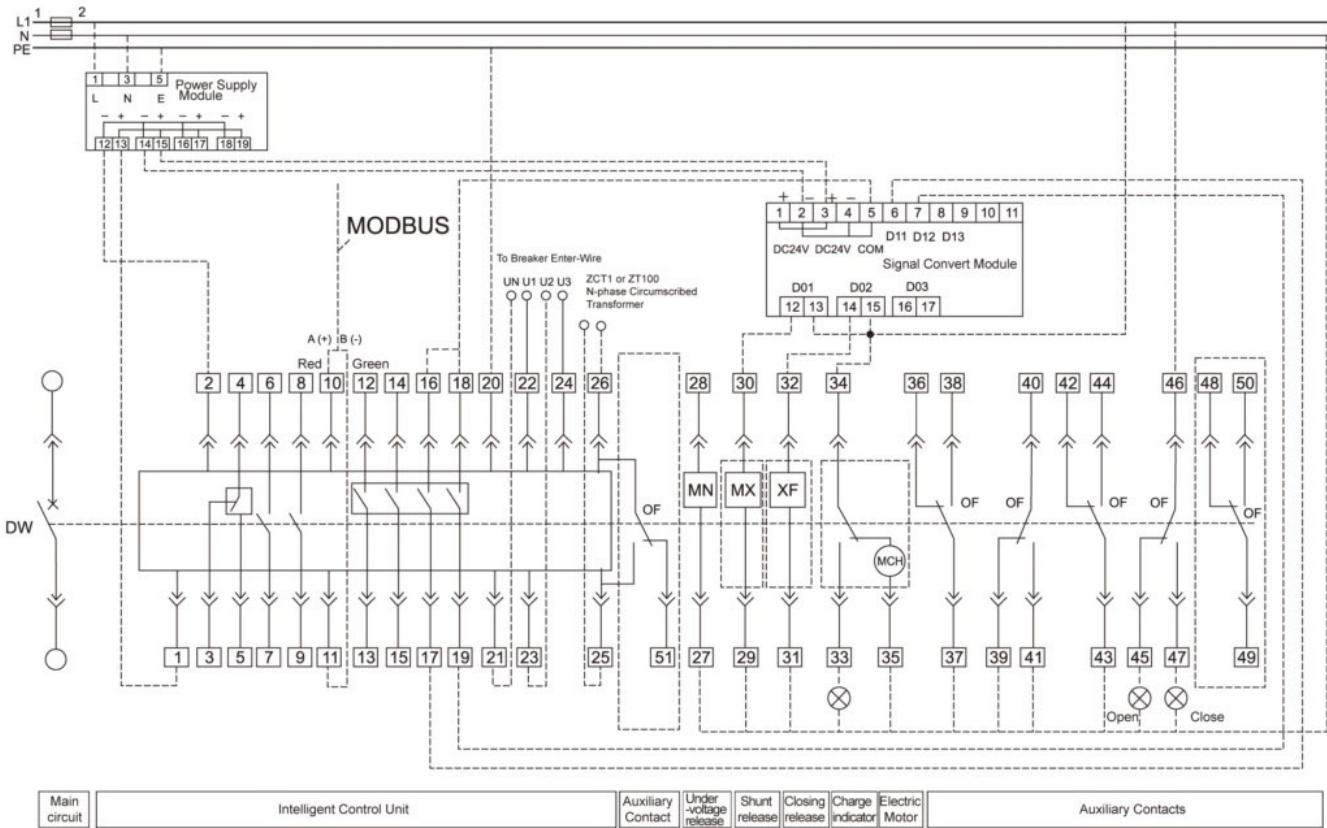 L1 1 2
N
PE
1 3 5 Power Supply
Module
L N E
− + − + − + − +
12 13 14 15 16 17 18 19
MODBUS
+ − + −
1 2 3 4 5 6 7 8 9 10 11
D11 D12 D13
DC24V DC24V COM
Signal Convert Module
D01 D02 D03
12 13 14 15 16 17
To Breaker Enter-Wire
UN U1 U2 U3
ZCT1 or ZT100
N-phase Circumscribed
Transformer
A (+) B (-)
Red Green
2 4 6 8 10 12 14 16 18 20 22 24 26 28 30 32 34 36 38 40 42 44 46 48 50
MN MX XF
OF OF OF OF OF OF
DW
MCH
1 3 5 7 9 11 13 15 17 19 21 23 25 51 27 29 31 33 35 37 39 41 43 45 47 49
Open Close
Main
circuit
Intelligent Control Unit
Auxiliary
Contact
Under
-voltage
release
Shunt
release
Closing
release
Charge
indicator
Electric
Motor
Auxiliary Contacts